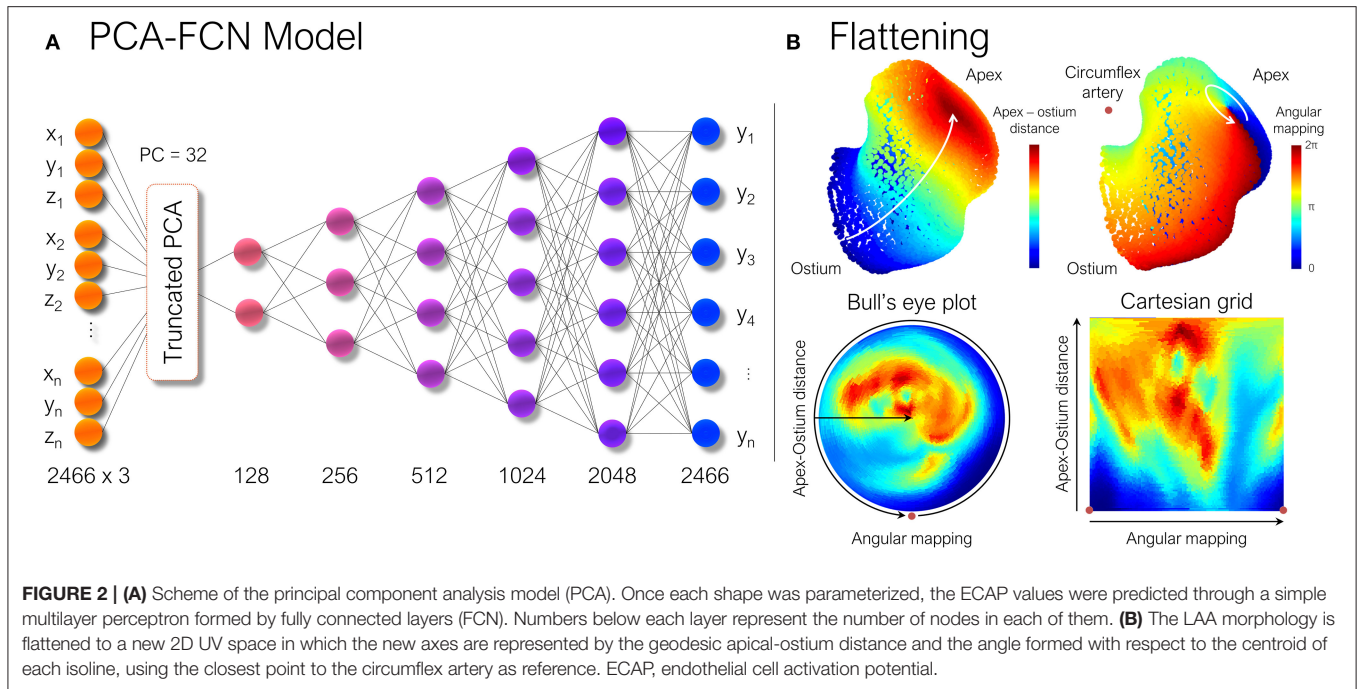 A PCA-FCN Model
x1
y1
z1
x2
y2
z2
⋮
xn
yn
zn
2466 x 3
PC = 32
Truncated PCA
128
256
512
1024
2048
2466
y1
y2
y3
y4
⋮
yn
B Flattening
Apex
Apex – ostium
distance
Ostium
Circumflex
artery
Apex
Angular
mapping
2π
π
0
Ostium
Bull's eye plot
Apex-Ostium distance
Angular mapping
Cartesian grid
Apex-Ostium distance
Angular mapping
FIGURE 2 | (A) Scheme of the principal component analysis model (PCA). Once each shape was parameterized, the ECAP values were predicted through a simple
multilayer perceptron formed by fully connected layers (FCN). Numbers below each layer represent the number of nodes in each of them. (B) The LAA morphology is
flattened to a new 2D UV space in which the new axes are represented by the geodesic apical-ostium distance and the angle formed with respect to the centroid of
each isoline, using the closest point to the circumflex artery as reference. ECAP, endothelial cell activation potential.